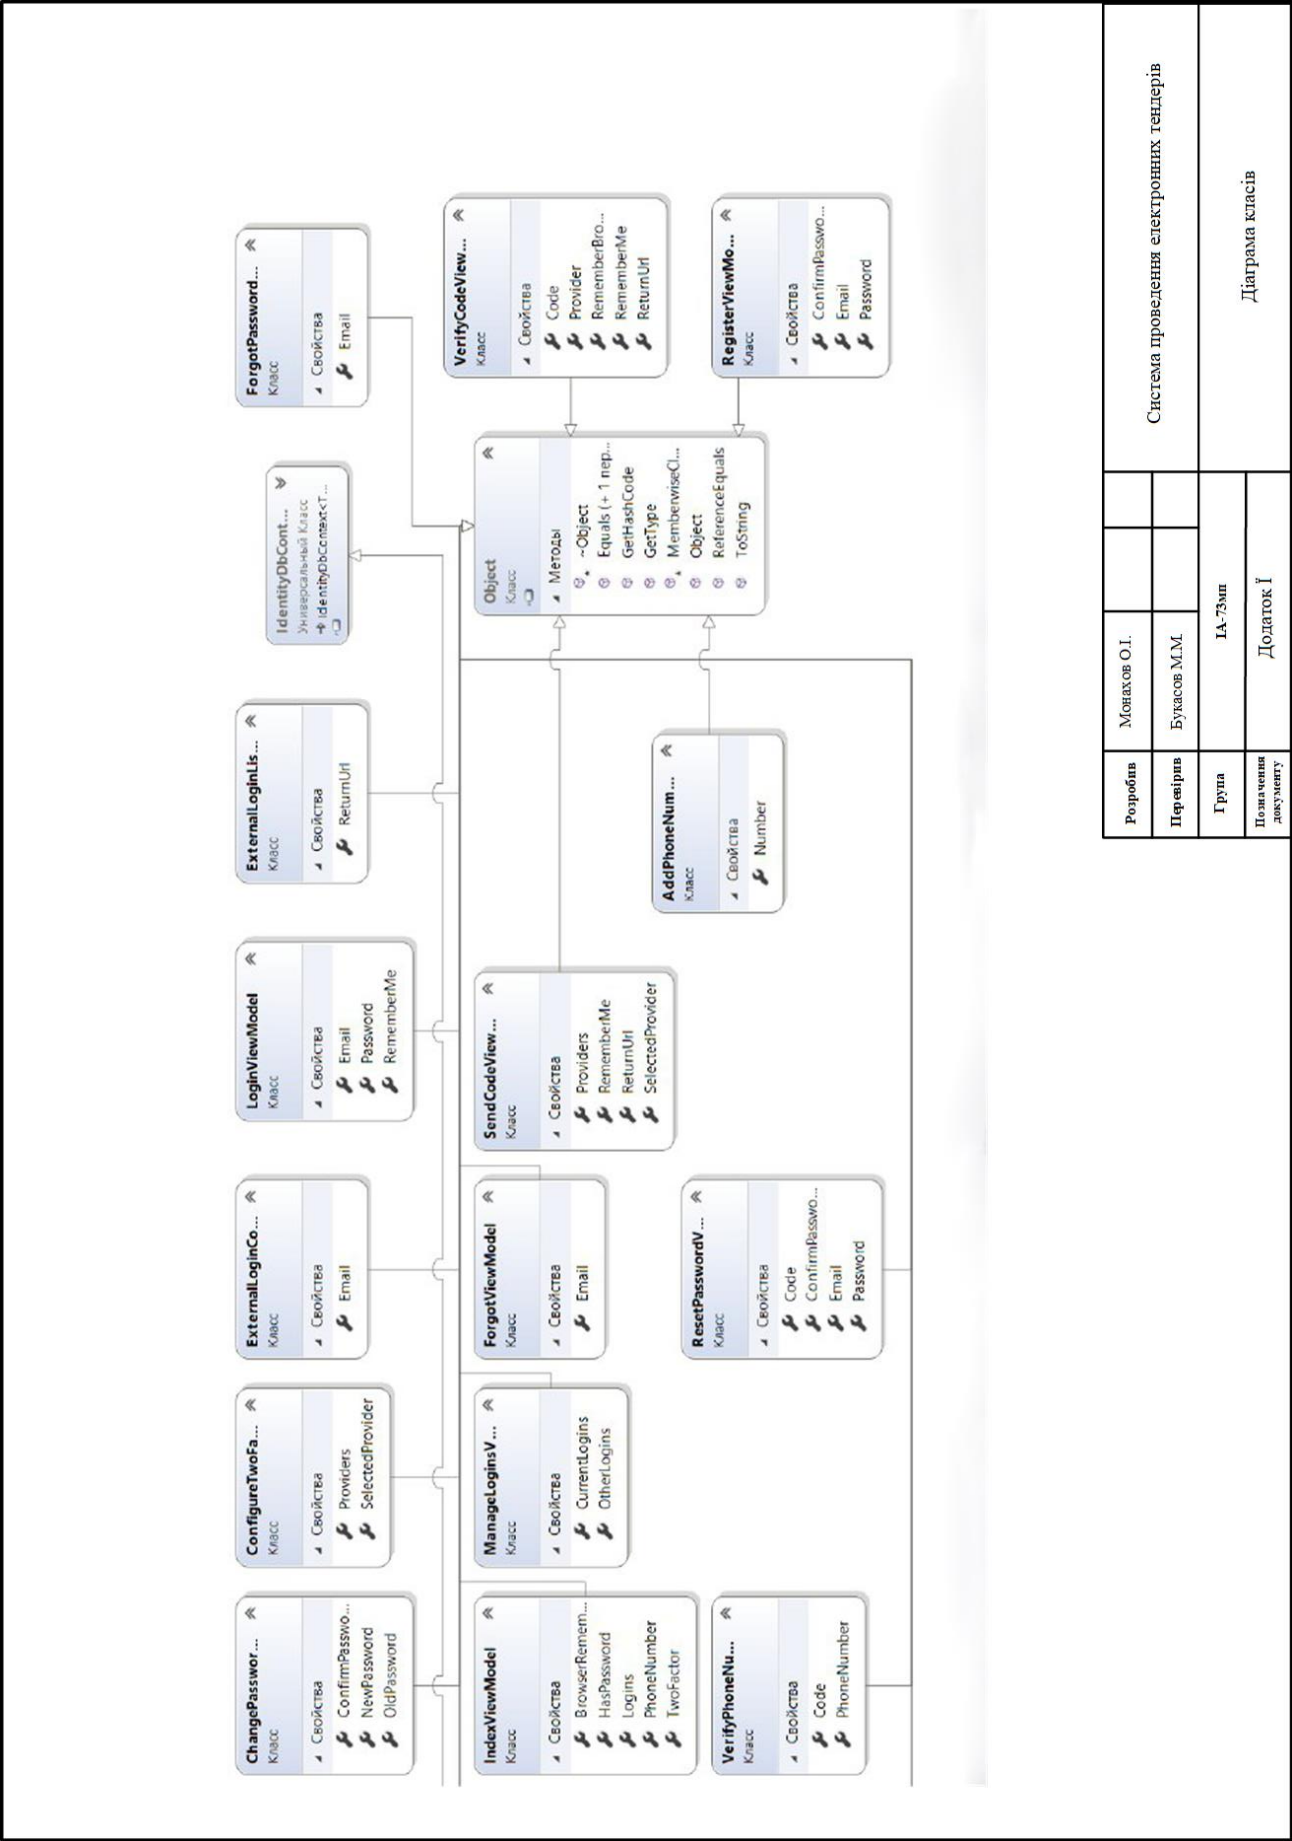 ChangePasswor...
Класс
Свойства
ConfirmPasswo...
NewPassword
OldPassword
ConfigureTwoFa...
Класс
Свойства
Providers
SelectedProvider
ExternalLoginCo...
Класс
Свойства
Email
LoginViewModel
Класс
Свойства
Email
Password
RememberMe
ExternalLoginLis...
Класс
Свойства
ReturnUrl
IdentityDbCont...
Универсальный Класс
IdentityDbContext<T...
ForgotPassword...
Класс
Свойства
Email
IndexViewModel
Класс
Свойства
BrowserRemem...
HasPassword
Logins
PhoneNumber
TwoFactor
ManageLoginsV...
Класс
Свойства
CurrentLogins
OtherLogins
ForgotViewModel
Класс
Свойства
Email
SendCodeView...
Класс
Свойства
Providers
RememberMe
ReturnUrl
SelectedProvider
Object
Класс
Методы
~Object
Equals (+ 1 пер...
GetHashCode
GetType
MemberwiseCl...
Object
ReferenceEquals
ToString
VerifyCodeView...
Класс
Свойства
Code
Provider
RememberBro...
RememberMe
ReturnUrl
VerifyPhoneNu...
Класс
Свойства
Code
PhoneNumber
ResetPasswordV...
Класс
Свойства
Code
ConfirmPasswo...
Email
Password
AddPhoneNum...
Класс
Свойства
Number
RegisterViewMo...
Класс
Свойства
ConfirmPasswo...
Email
Password
Розробив
Монахов О.І.
Система проведення електронних тендерів
Перевірив
Букасов М.М.
Група
ІА-73мп
Діаграма класів
Позначення
документу
Додаток Ї